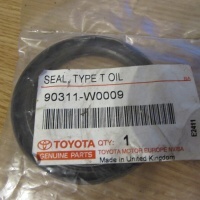 SEAL, TYPE T OIL
90311-W0009
TOYOTA QTY: 1
GENUINE PARTS TOYOTA MOTOR EUROPE NV/SA
Made in United Kingdom